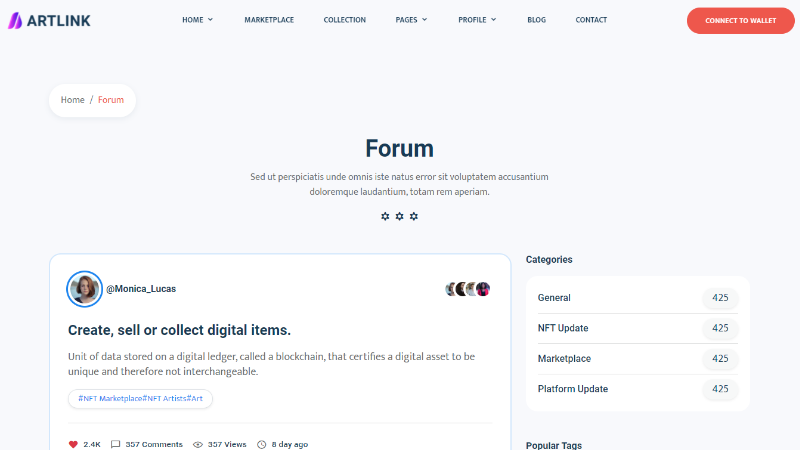 ARTLINK
HOME MARKETPLACE COLLECTION PAGES PROFILE BLOG CONTACT CONNECT TO WALLET
Home / Forum
Forum
Sed ut perspiciatis unde omnis iste natus error sit voluptatem accusantium
doloremque laudantium, totam rem aperiam.
@Monica_Lucas
Create, sell or collect digital items.
Unit of data stored on a digital ledger, called a blockchain, that certifies a digital asset to be
unique and therefore not interchangeable.
#NFT Marketplace#NFT Artists#Art
2.4K 357 Comments 357 Views 8 day ago
Categories
General 425
NFT Update 425
Marketplace 425
Platform Update 425
Popular Tags